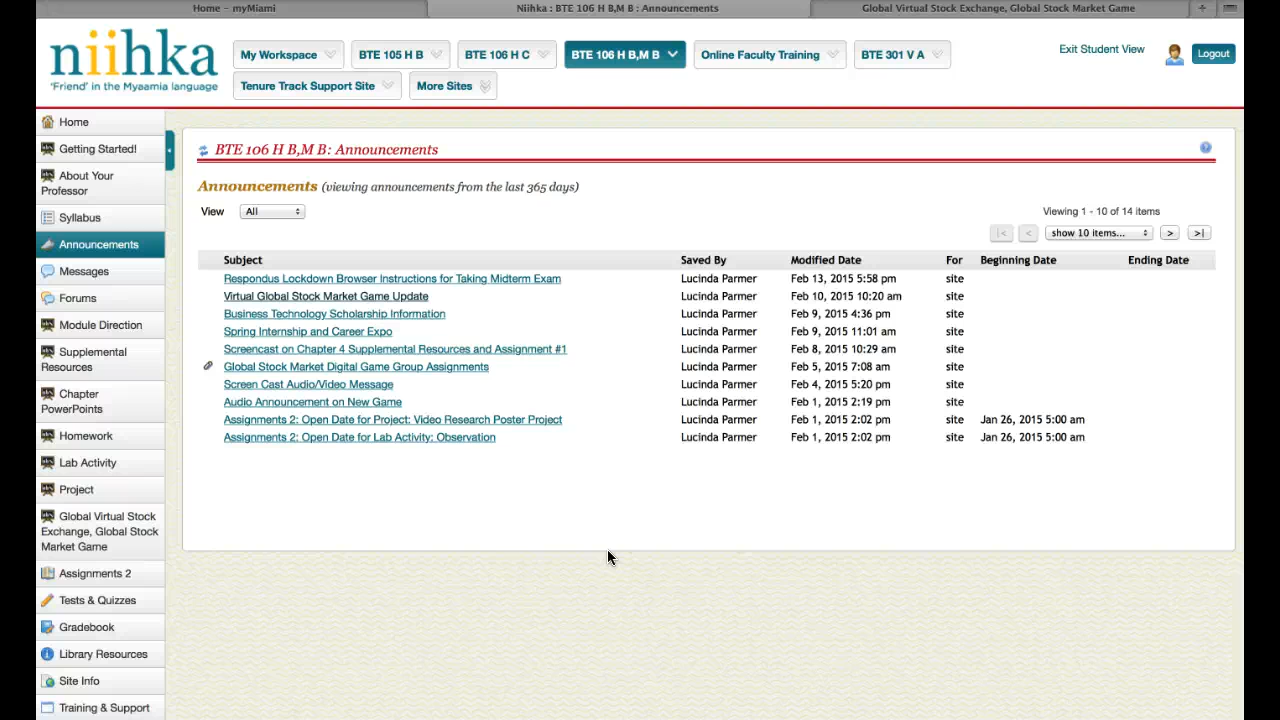 Home – myMiami
Niihka : BTE 106 H B,M B : Announcements
Global Virtual Stock Exchange, Global Stock Market Game
niihka
'Friend' in the Myaamia language
My Workspace
BTE 105 H B
BTE 106 H C
BTE 106 H B,M B
Online Faculty Training
BTE 301 V A
Tenure Track Support Site
More Sites
Exit Student View
Logout
Home
Getting Started!
About Your
Professor
Syllabus
Announcements
Messages
Forums
Module Direction
Supplemental
Resources
Chapter
PowerPoints
Homework
Lab Activity
Project
Global Virtual Stock
Exchange, Global Stock
Market Game
Assignments 2
Tests & Quizzes
Gradebook
Library Resources
Site Info
Training & Support
BTE 106 H B,M B: Announcements
Announcements (viewing announcements from the last 365 days)
View All
Viewing 1 - 10 of 14 items
|< < show 10 items... > >|
Subject Saved By Modified Date For Beginning Date Ending Date
Respondus Lockdown Browser Instructions for Taking Midterm Exam Lucinda Parmer Feb 13, 2015 5:58 pm site
Virtual Global Stock Market Game Update Lucinda Parmer Feb 10, 2015 10:20 am site
Business Technology Scholarship Information Lucinda Parmer Feb 9, 2015 4:36 pm site
Spring Internship and Career Expo Lucinda Parmer Feb 9, 2015 11:01 am site
Screencast on Chapter 4 Supplemental Resources and Assignment #1 Lucinda Parmer Feb 8, 2015 10:29 am site
Global Stock Market Digital Game Group Assignments Lucinda Parmer Feb 5, 2015 7:08 am site
Screen Cast Audio/Video Message Lucinda Parmer Feb 4, 2015 5:20 pm site
Audio Announcement on New Game Lucinda Parmer Feb 1, 2015 2:19 pm site
Assignments 2: Open Date for Project: Video Research Poster Project Lucinda Parmer Feb 1, 2015 2:02 pm site Jan 26, 2015 5:00 am
Assignments 2: Open Date for Lab Activity: Observation Lucinda Parmer Feb 1, 2015 2:02 pm site Jan 26, 2015 5:00 am